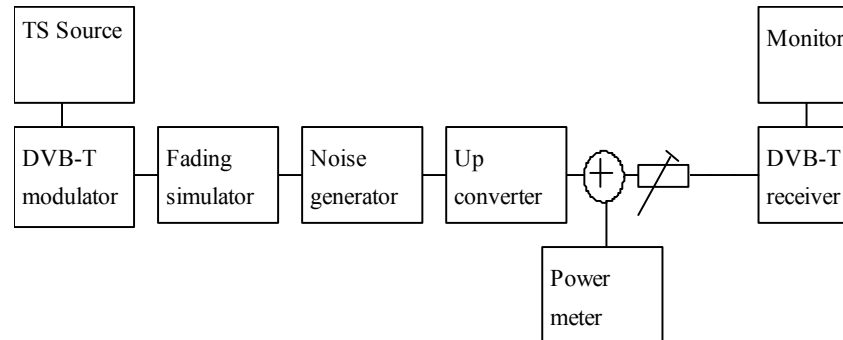 TS Source
Monitor
DVB-T
modulator
Fading
simulator
Noise
generator
Up
converter
DVB-T
receiver
Power
meter